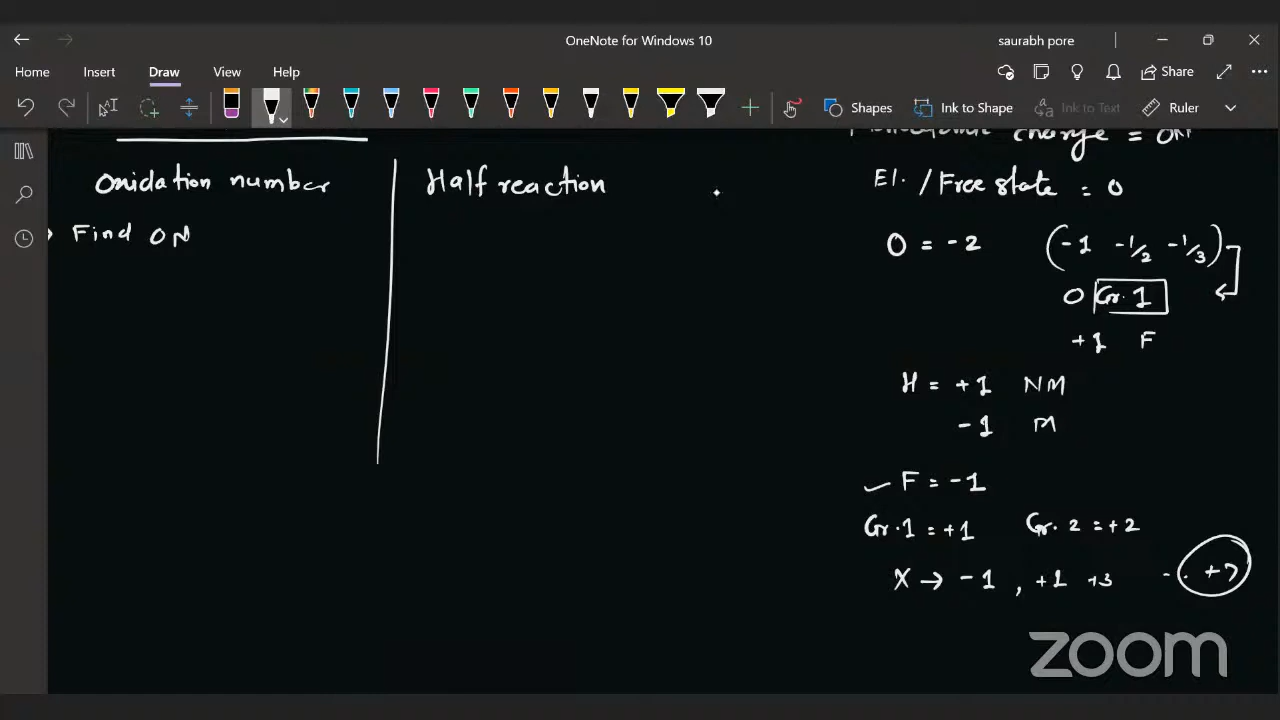 OneNote for Windows 10
saurabh pore
Home Insert Draw View Help
Share
Shapes
Ink to Shape
Ink to Text
Ruler
charge = ON
Oxidation number
Half reaction
El. / Free state = 0
Find ON
O = -2 (-1 -1/2 -1/3)
O Gr. 1
+1 F
H = +1 NM
-1 M
F = -1
Gr. 1 = +1 Gr. 2 = +2
X → -1, +1 +3 -. +7
zoom